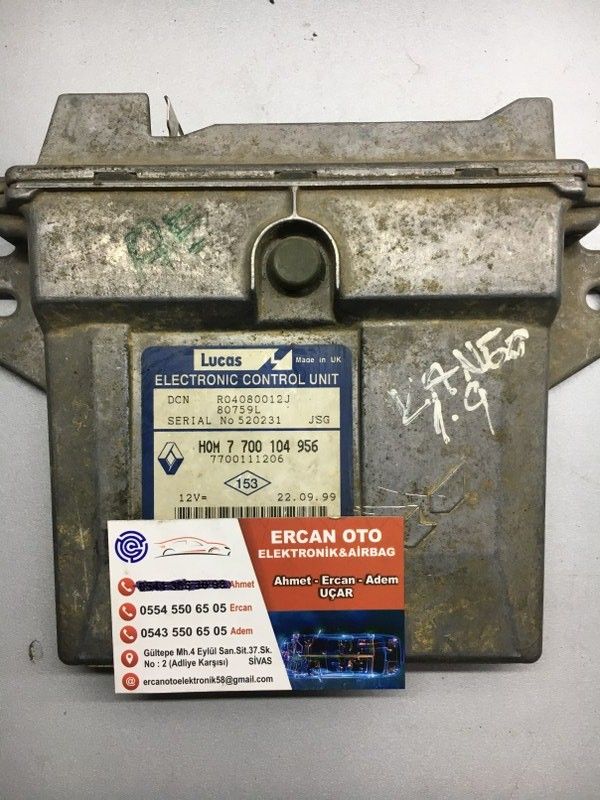 Lucas Made in UK
ELECTRONIC CONTROL UNIT
DCN R04080012J
80759L
SERIAL No 520231 JSG
HOM 7 700 104 956
7700111206
153
12V= 22.09.99
KANGO
1.9
ERCAN OTO
ELEKTRONİK&AİRBAG
Ahmet - Ercan - Adem
UÇAR
Ahmet
0554 550 65 05 Ercan
0543 550 65 05 Adem
Gültepe Mh.4 Eylül San.Sit.37.Sk.
No : 2 (Adliye Karşısı) SİVAS
ercanotoelektronik58@gmail.com